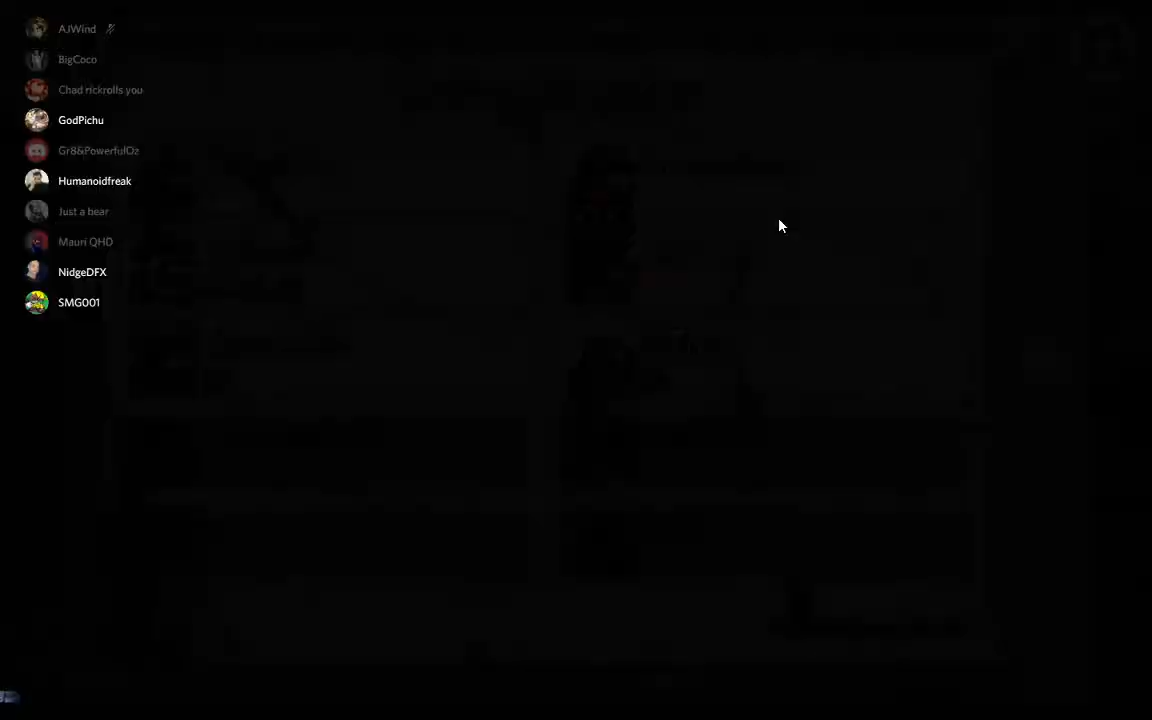 AJWind
BigCoco
Chad rickrolls you
GodPichu
Gr8&PowerfulOz
Humanoidfreak
Just a bear
Mauri QHD
NidgeDFX
SMG001